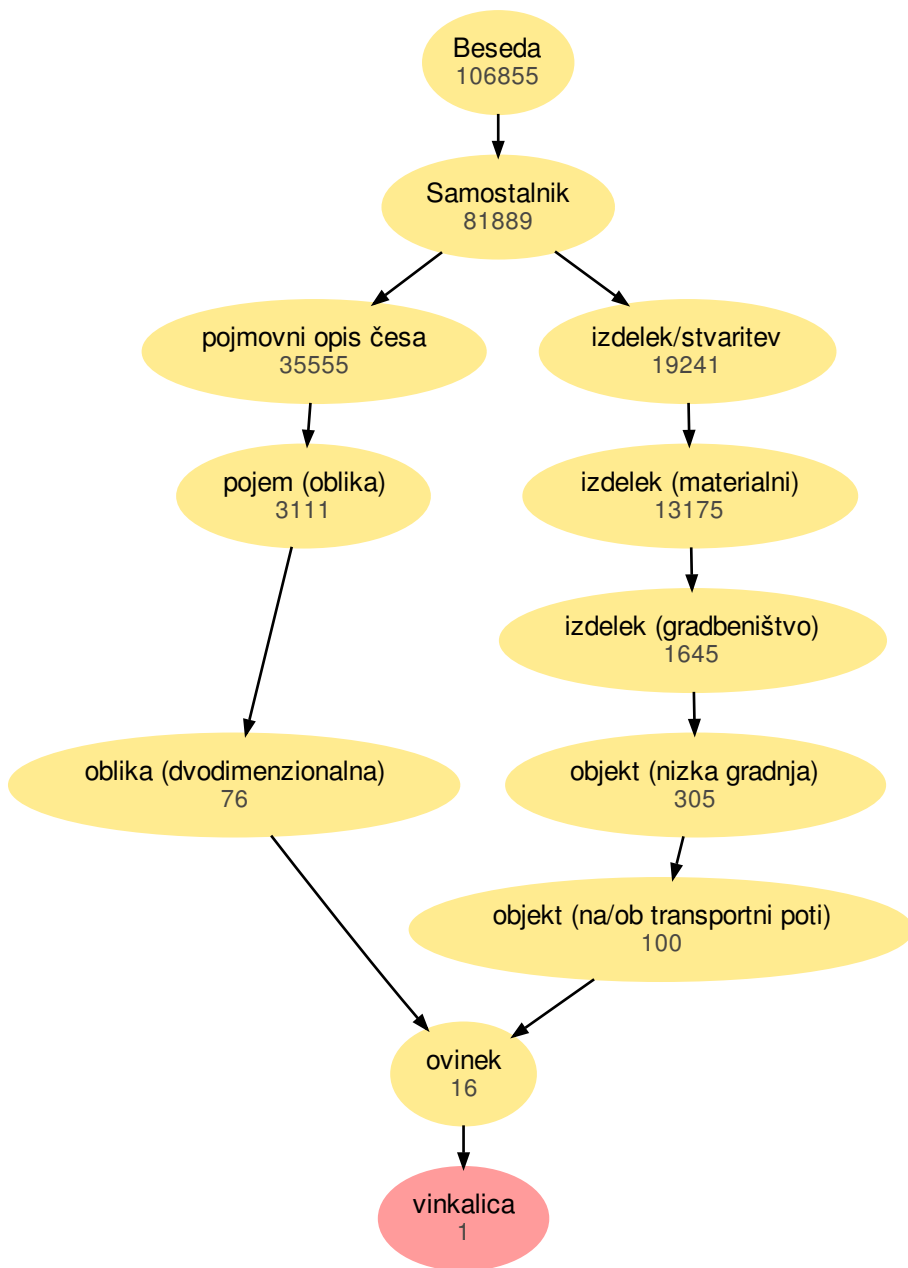 Beseda
106855
Samostalnik
81889
pojmovni opis česa
35555
izdelek/stvaritev
19241
pojem (oblika)
3111
izdelek (materialni)
13175
izdelek (gradbeništvo)
1645
oblika (dvodimenzionalna)
76
objekt (nizka gradnja)
305
objekt (na/ob transportni poti)
100
ovinek
16
vinkalica
1